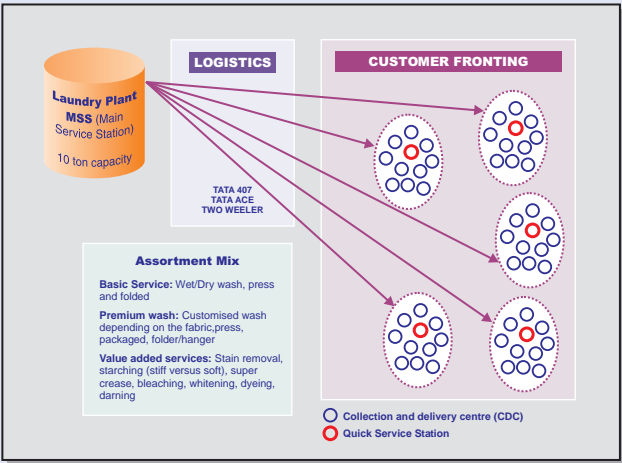 LOGISTICS
CUSTOMER FRONTING
Laundry Plant
MSS (Main
Service Station)
10 ton capacity
TATA 407
TATA ACE
TWO WEELER
Assortment Mix
Basic Service: Wet/Dry wash, press
and folded
Premium wash: Customised wash
depending on the fabric,press,
packaged, folder/hanger
Value added services: Stain removal,
starching (stiff versus soft), super
crease, bleaching, whitening, dyeing,
darning
Collection and delivery centre (CDC)
Quick Service Station